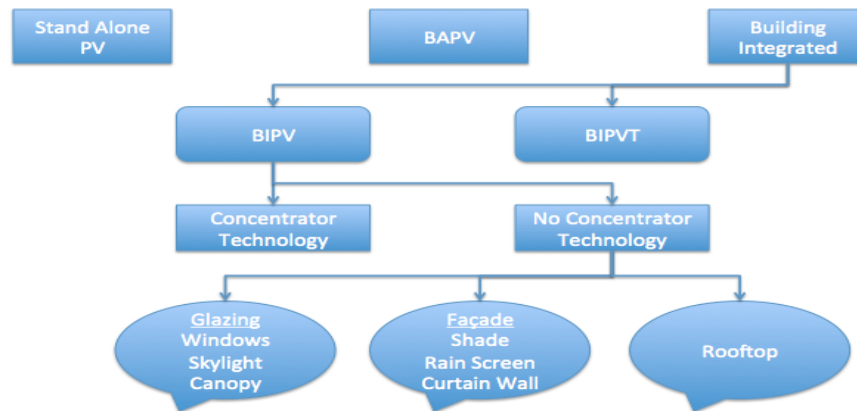 Stand Alone
PV
BAPV
Building
Integrated
BIPV
BIPVT
Concentrator
Technology
No Concentrator
Technology
Glazing
Windows
Skylight
Canopy
Façade
Shade
Rain Screen
Curtain Wall
Rooftop